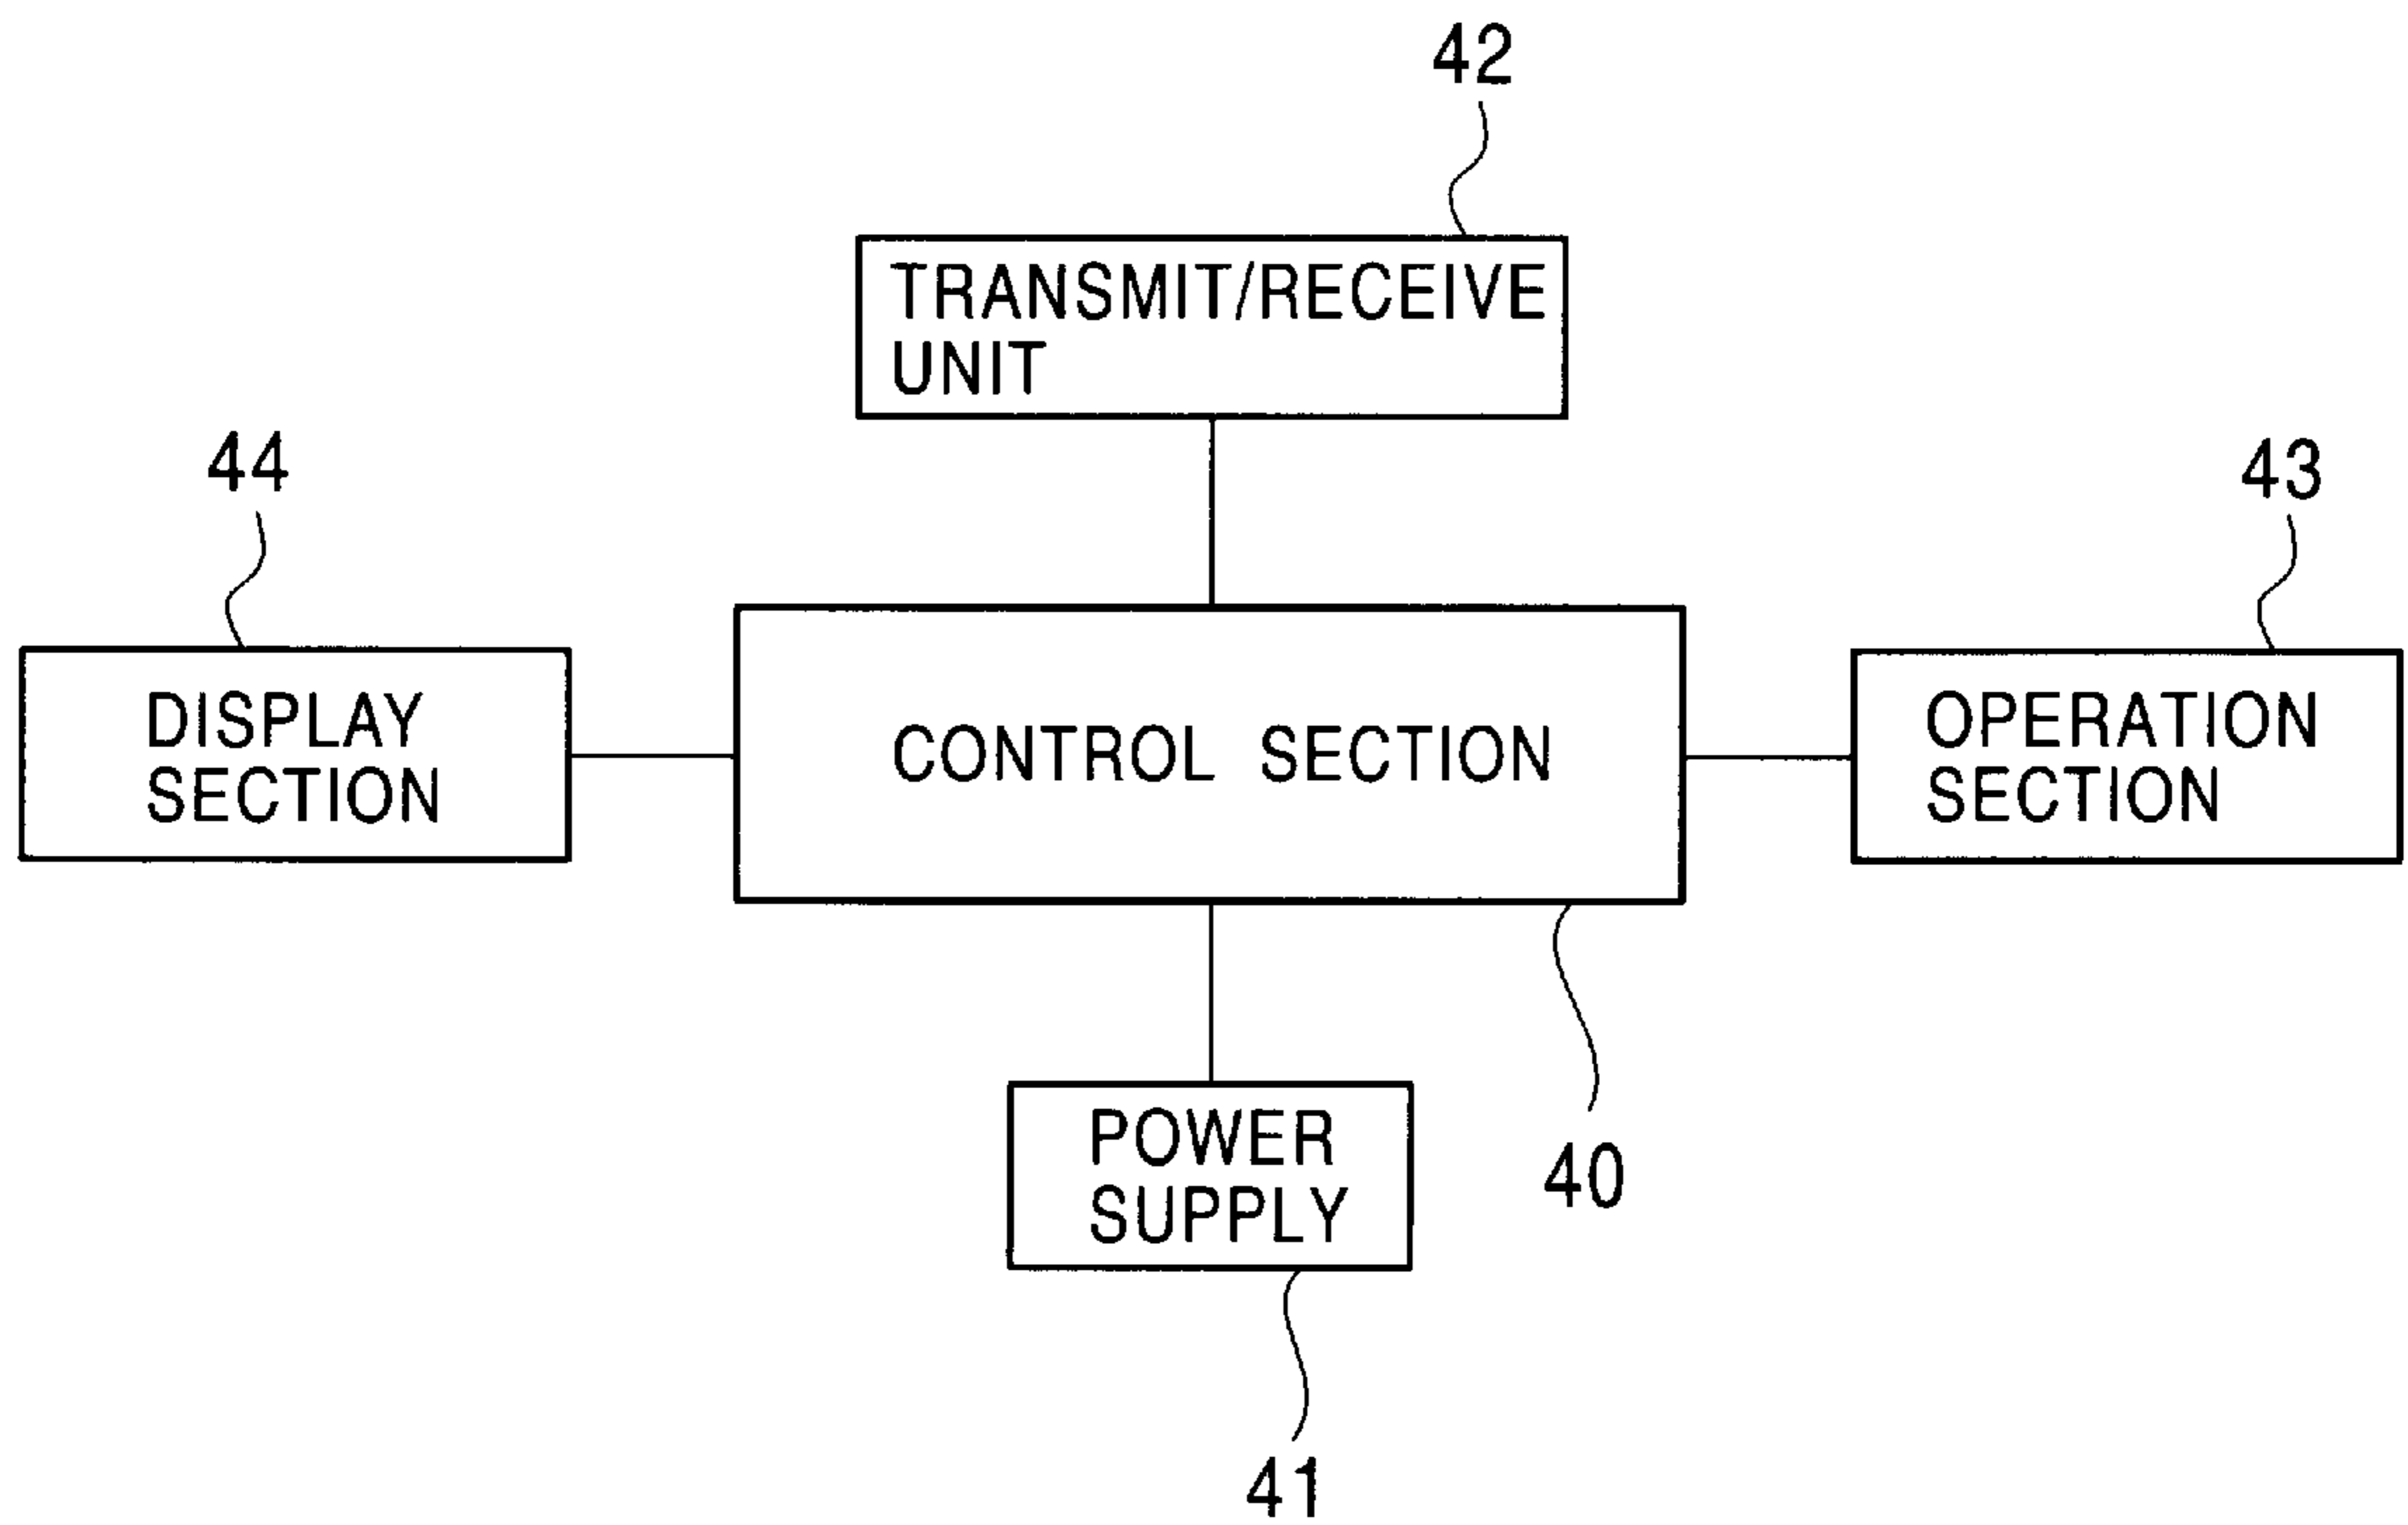 42
TRANSMIT/RECEIVE
UNIT
44
43
DISPLAY
SECTION
CONTROL SECTION
OPERATION
SECTION
POWER
SUPPLY
40
41